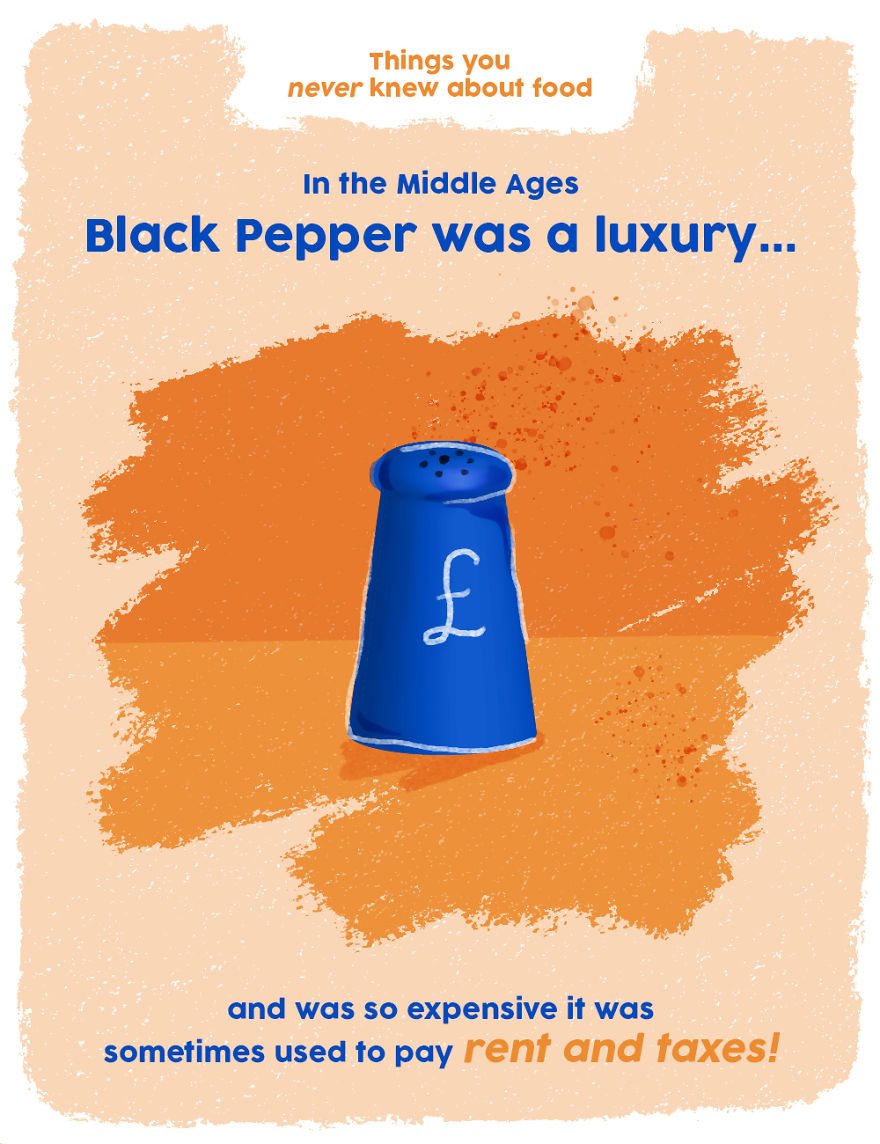 Things you
never knew about food
In the Middle Ages
Black Pepper was a luxury...
£
and was so expensive it was
sometimes used to pay rent and taxes!